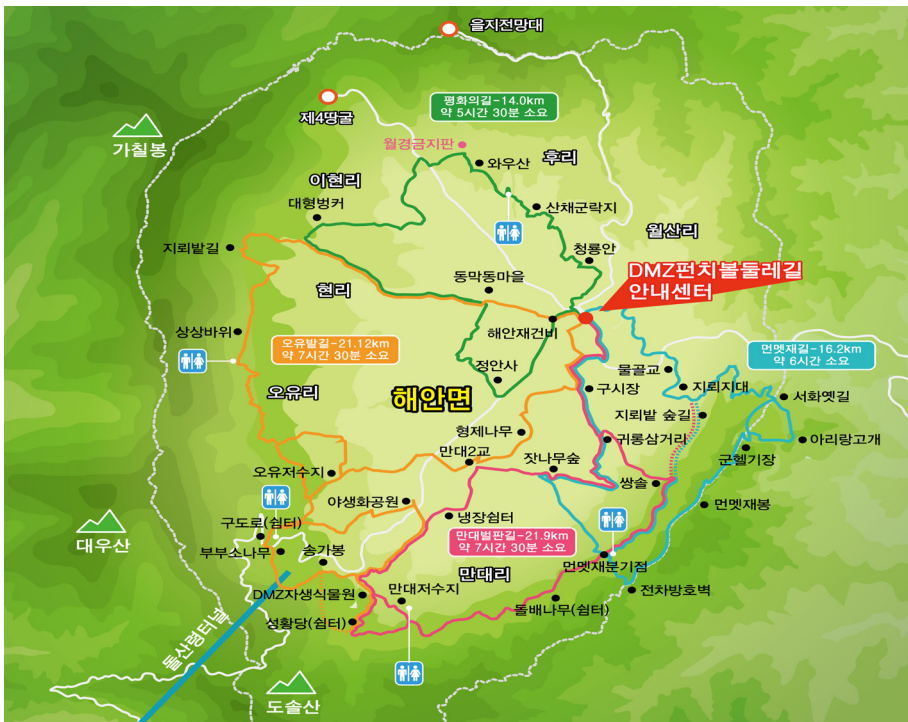 을지전망대
제4땅굴
평화의길-14.0km
약 5시간 30분 소요
가칠봉
월경금지판
와우산
후리
이현리
대형벙커
산채군락지
월산리
지뢰밭길
청룡안
DMZ펀치볼둘레길
안내센터
동막동마을
현리
상상바위
해안재건비
오유밭길-21.12km
약 7시간 30분 소요
먼멧재길-16.2km
약 6시간 소요
정안사
물골교
지뢰지대
구시장
서화옛길
오유리
해안면
지뢰밭 숲길
형제나무
귀롱삼거라
아리랑고개
만대2교
잣나무숲
군헬기장
오유저수지
쌍솔
야생화공원
먼멧재봉
냉장쉼터
구도로(쉼터)
대우산
만대벌판길-21.9km
약 7시간 30분 소요
부부소나무
송가봉
만대리
먼멧재분기점
DMZ자생식물원
만대저수지
전차방호벽
돌배나무(쉼터)
성황당(쉼터)
돌산령터널
도솔산